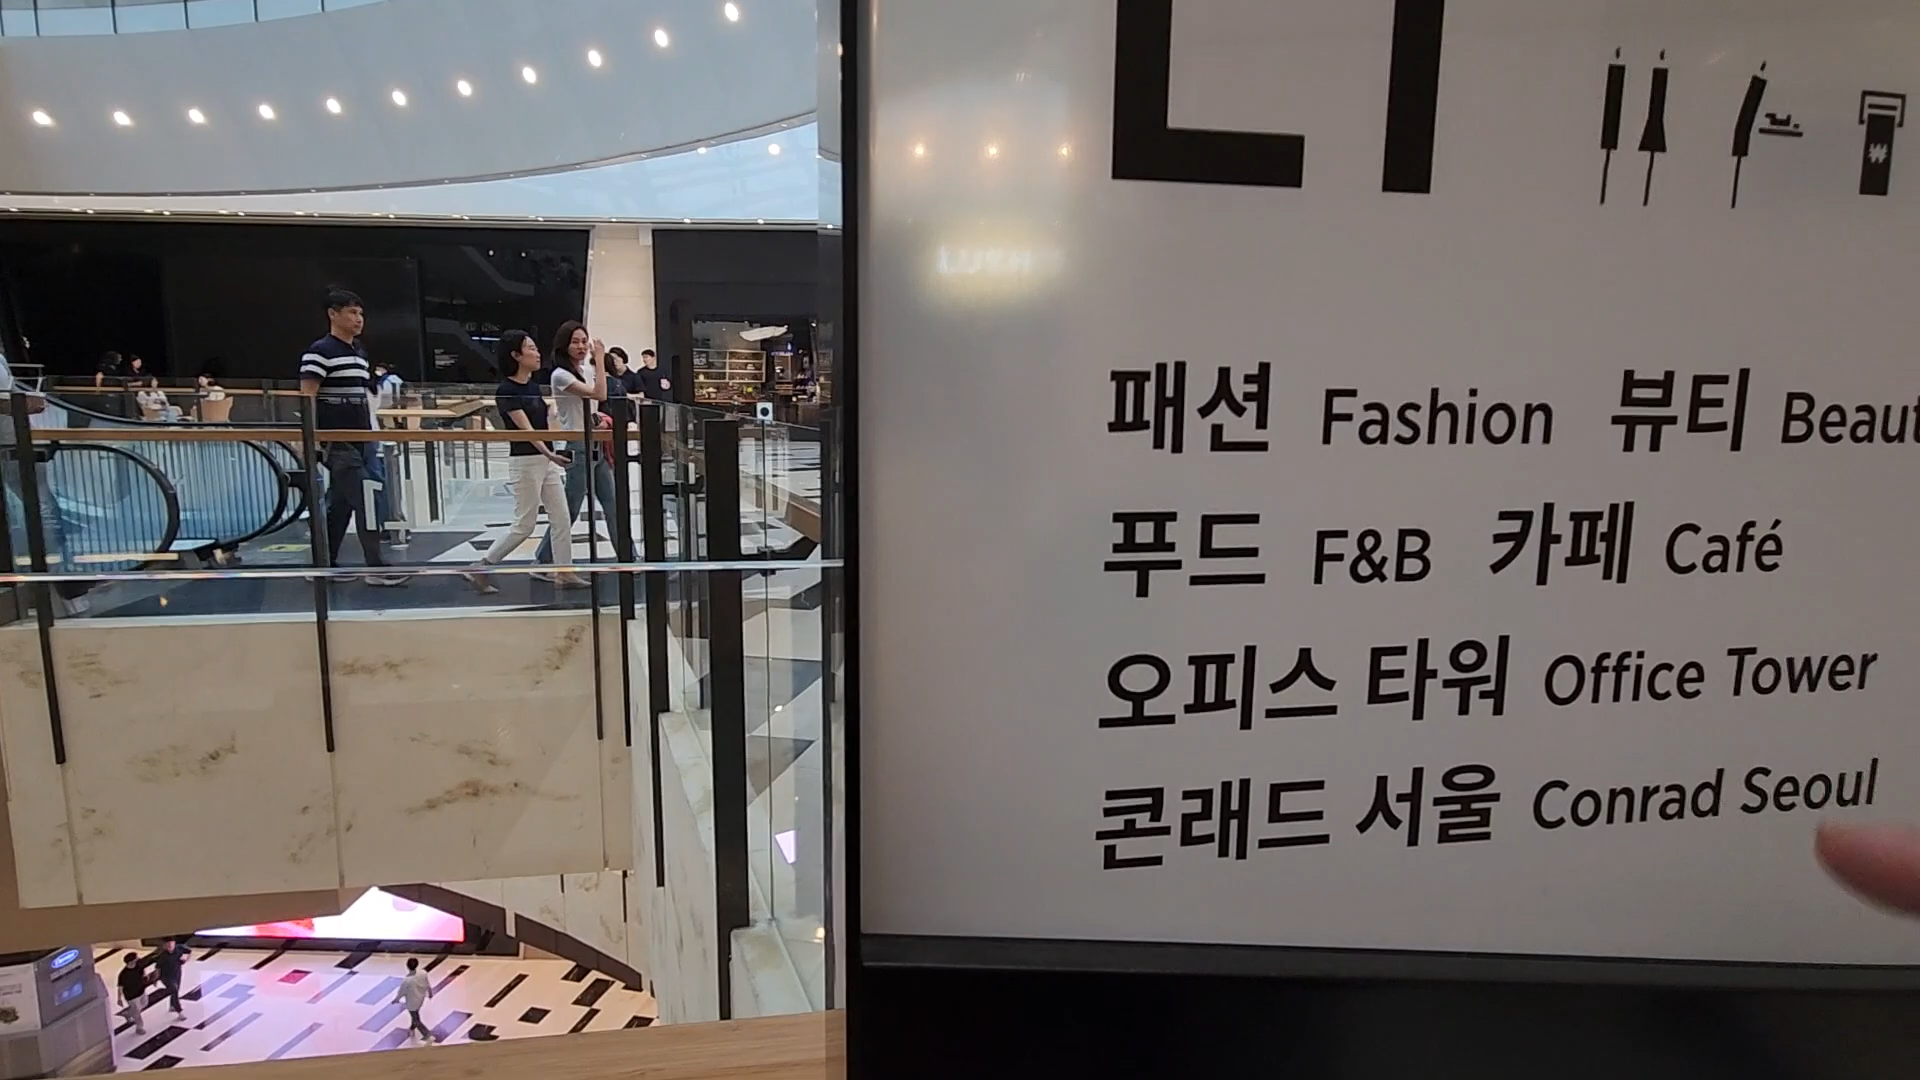 L1
패션 Fashion 뷰티 Beaut
푸드 F&B 카페 Café
오피스 타워 Office Tower
콘래드 서울 Conrad Seoul